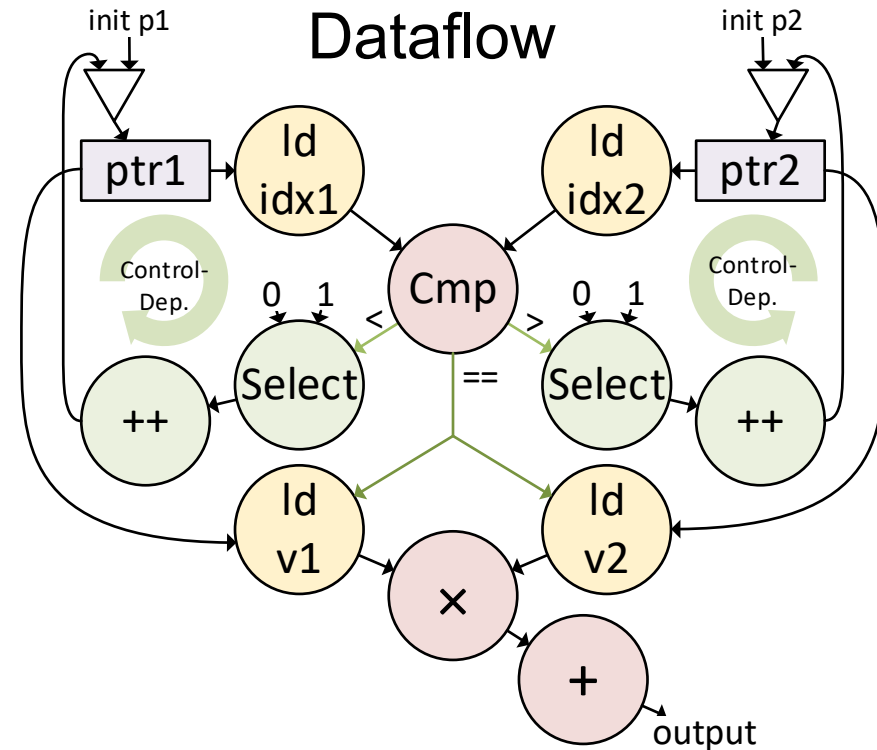 Dataflow
init p1
init p2
ptr1
ld
idx1
ld
idx2
ptr2
Control-
Dep.
Cmp
Control-
Dep.
0 1
<
>
0 1
Select
==
Select
++
++
ld
v1
ld
v2
×
+
output